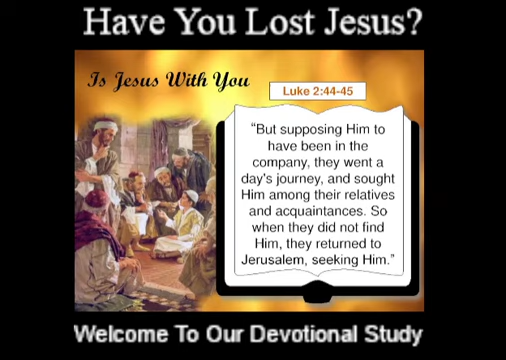 Have You Lost Jesus?
Is Jesus With You
Luke 2:44-45
“But supposing Him to
have been in the
company, they went a
day's journey, and sought
Him among their relatives
and acquaintances. So
when they did not find
Him, they returned to
Jerusalem, seeking Him.”
Welcome To Our Devotional Study